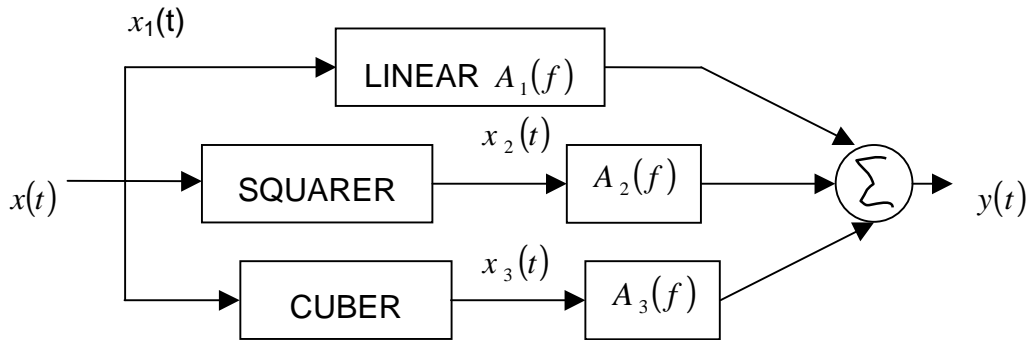 x₁(t)
LINEAR A₁(f)
x₂(t)
x(t)
SQUARER
A₂(f)
Σ
y(t)
x₃(t)
CUBER
A₃(f)